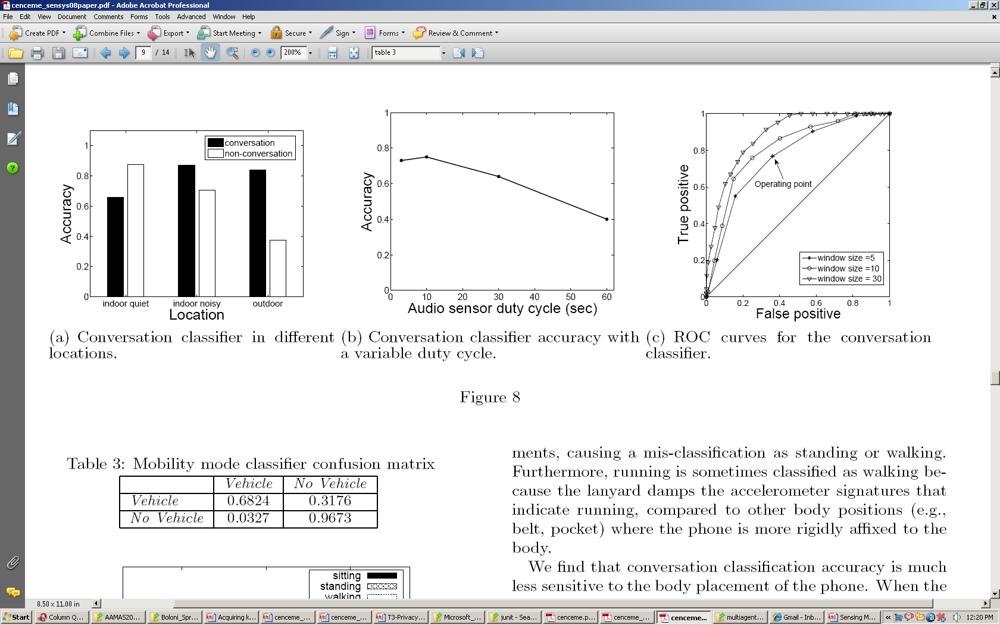 cenceme_sensys08paper.pdf - Adobe Acrobat Professional
File Edit View Document Comments Forms Tools Advanced Window Help
Create PDF Combine Files Export Start Meeting Secure Sign Forms Review & Comment
9 / 14 200% table 3
1
0.8
0.6
0.4
0.2
0
Accuracy
conversation
non-conversation
indoor quiet indoor noisy outdoor
Location
1
0.8
0.6
0.4
0.2
0
Accuracy
0 10 20 30 40 50 60
Audio sensor duty cycle (sec)
1
0.8
0.6
0.4
0.2
0
True positive
Operating point
window size =5
window size =10
window size = 30
0 0.2 0.4 0.6 0.8 1
False positive
(a) Conversation classifier in different
locations.
(b) Conversation classifier accuracy with
a variable duty cycle.
(c) ROC curves for the conversation
classifier.
Figure 8
Table 3: Mobility mode classifier confusion matrix
Vehicle No Vehicle
Vehicle 0.6824 0.3176
No Vehicle 0.0327 0.9673
sitting
standing
walking
ments, causing a mis-classification as standing or walking.
Furthermore, running is sometimes classified as walking be-
cause the lanyard damps the accelerometer signatures that
indicate running, compared to other body positions (e.g.,
belt, pocket) where the phone is more rigidly affixed to the
body.
We find that conversation classification accuracy is much
less sensitive to the body placement of the phone. When the
8.50 x 11.00 in
Start Column Q... AAMAS20... Boloni_Spr... Acquiring k... cenceme_... cenceme_... T3-Privacy... Microsoft_... junit - Sea... cenceme.p... cenceme_... cenceme... multiagent... Gmail - Inb... Sensing M... « 12:20 PM